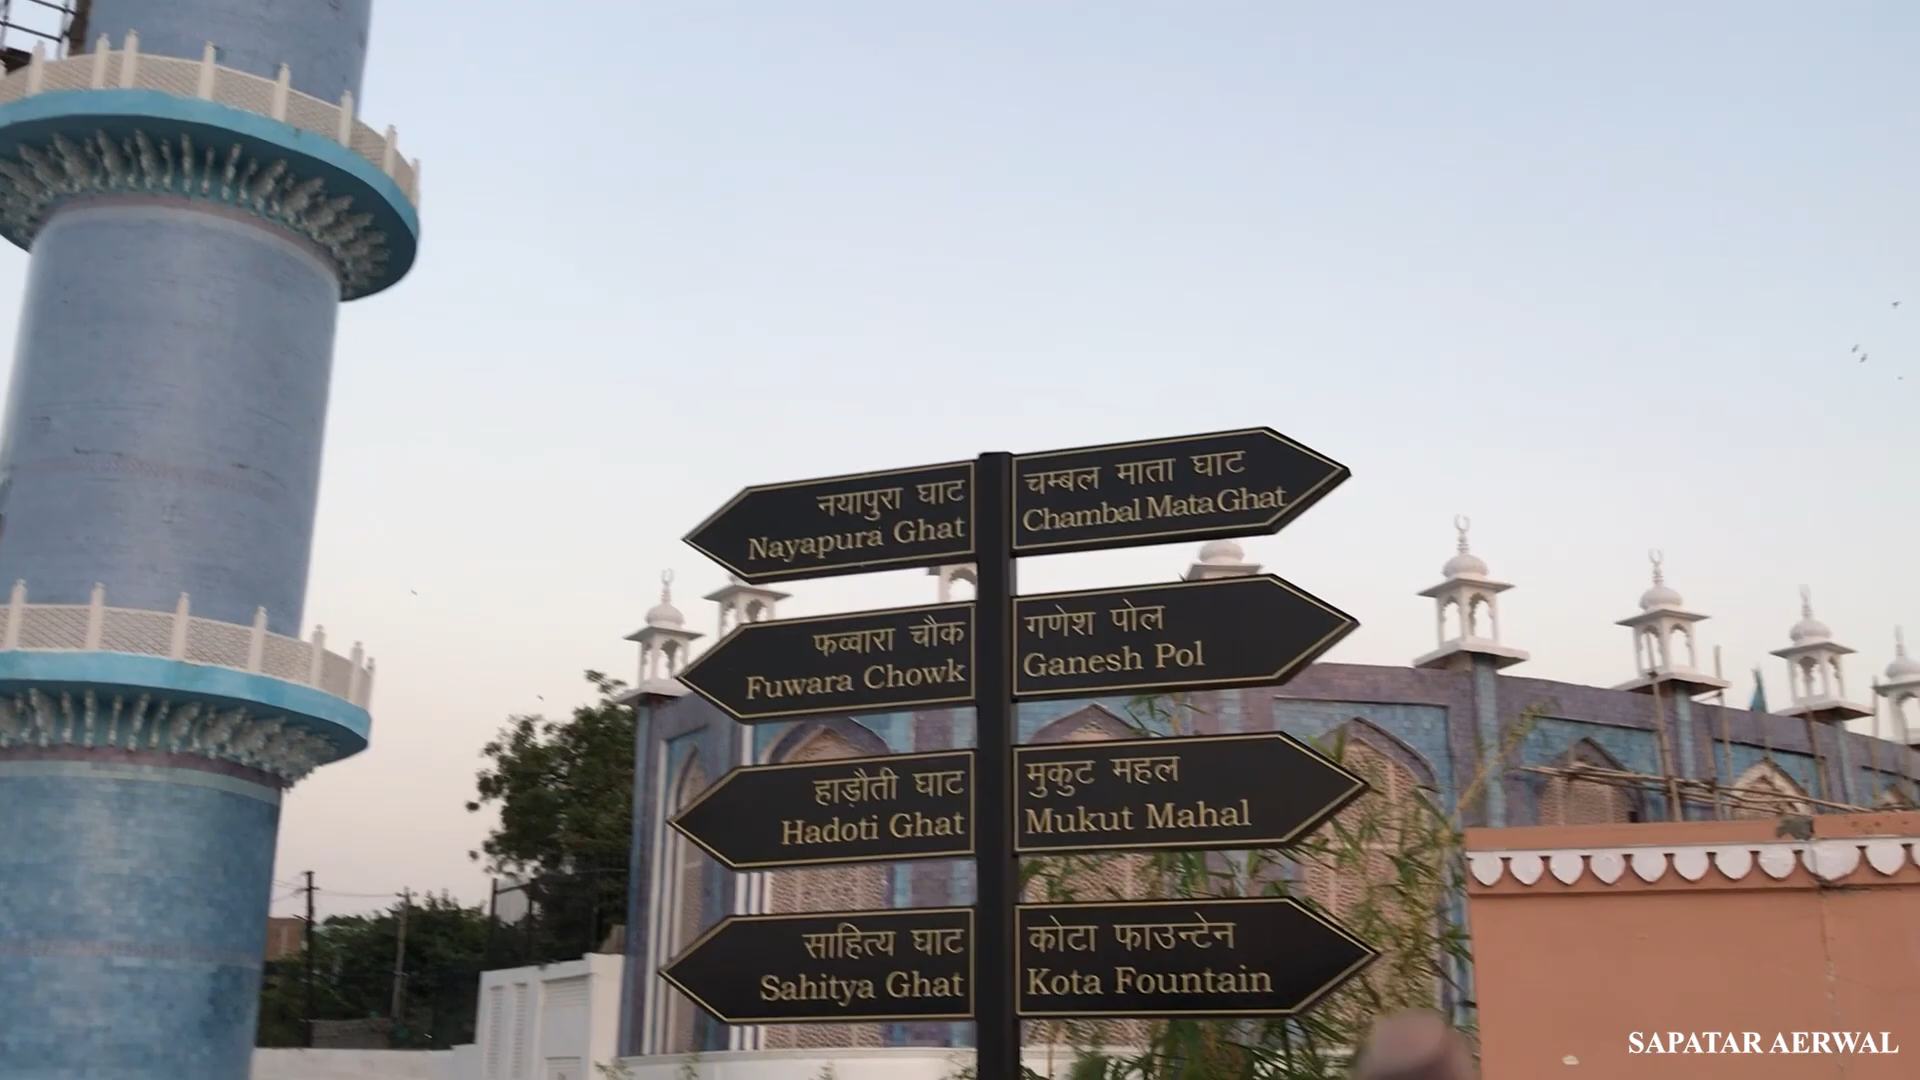 नयापुरा घाट
Nayapura Ghat
चम्बल माता घाट
Chambal Mata Ghat
फव्वारा चौक
Fuwara Chowk
गणेश पोल
Ganesh Pol
हाड़ौती घाट
Hadoti Ghat
मुकुट महल
Mukut Mahal
साहित्य घाट
Sahitya Ghat
कोटा फाउन्टेन
Kota Fountain
SAPATAR AERWAL